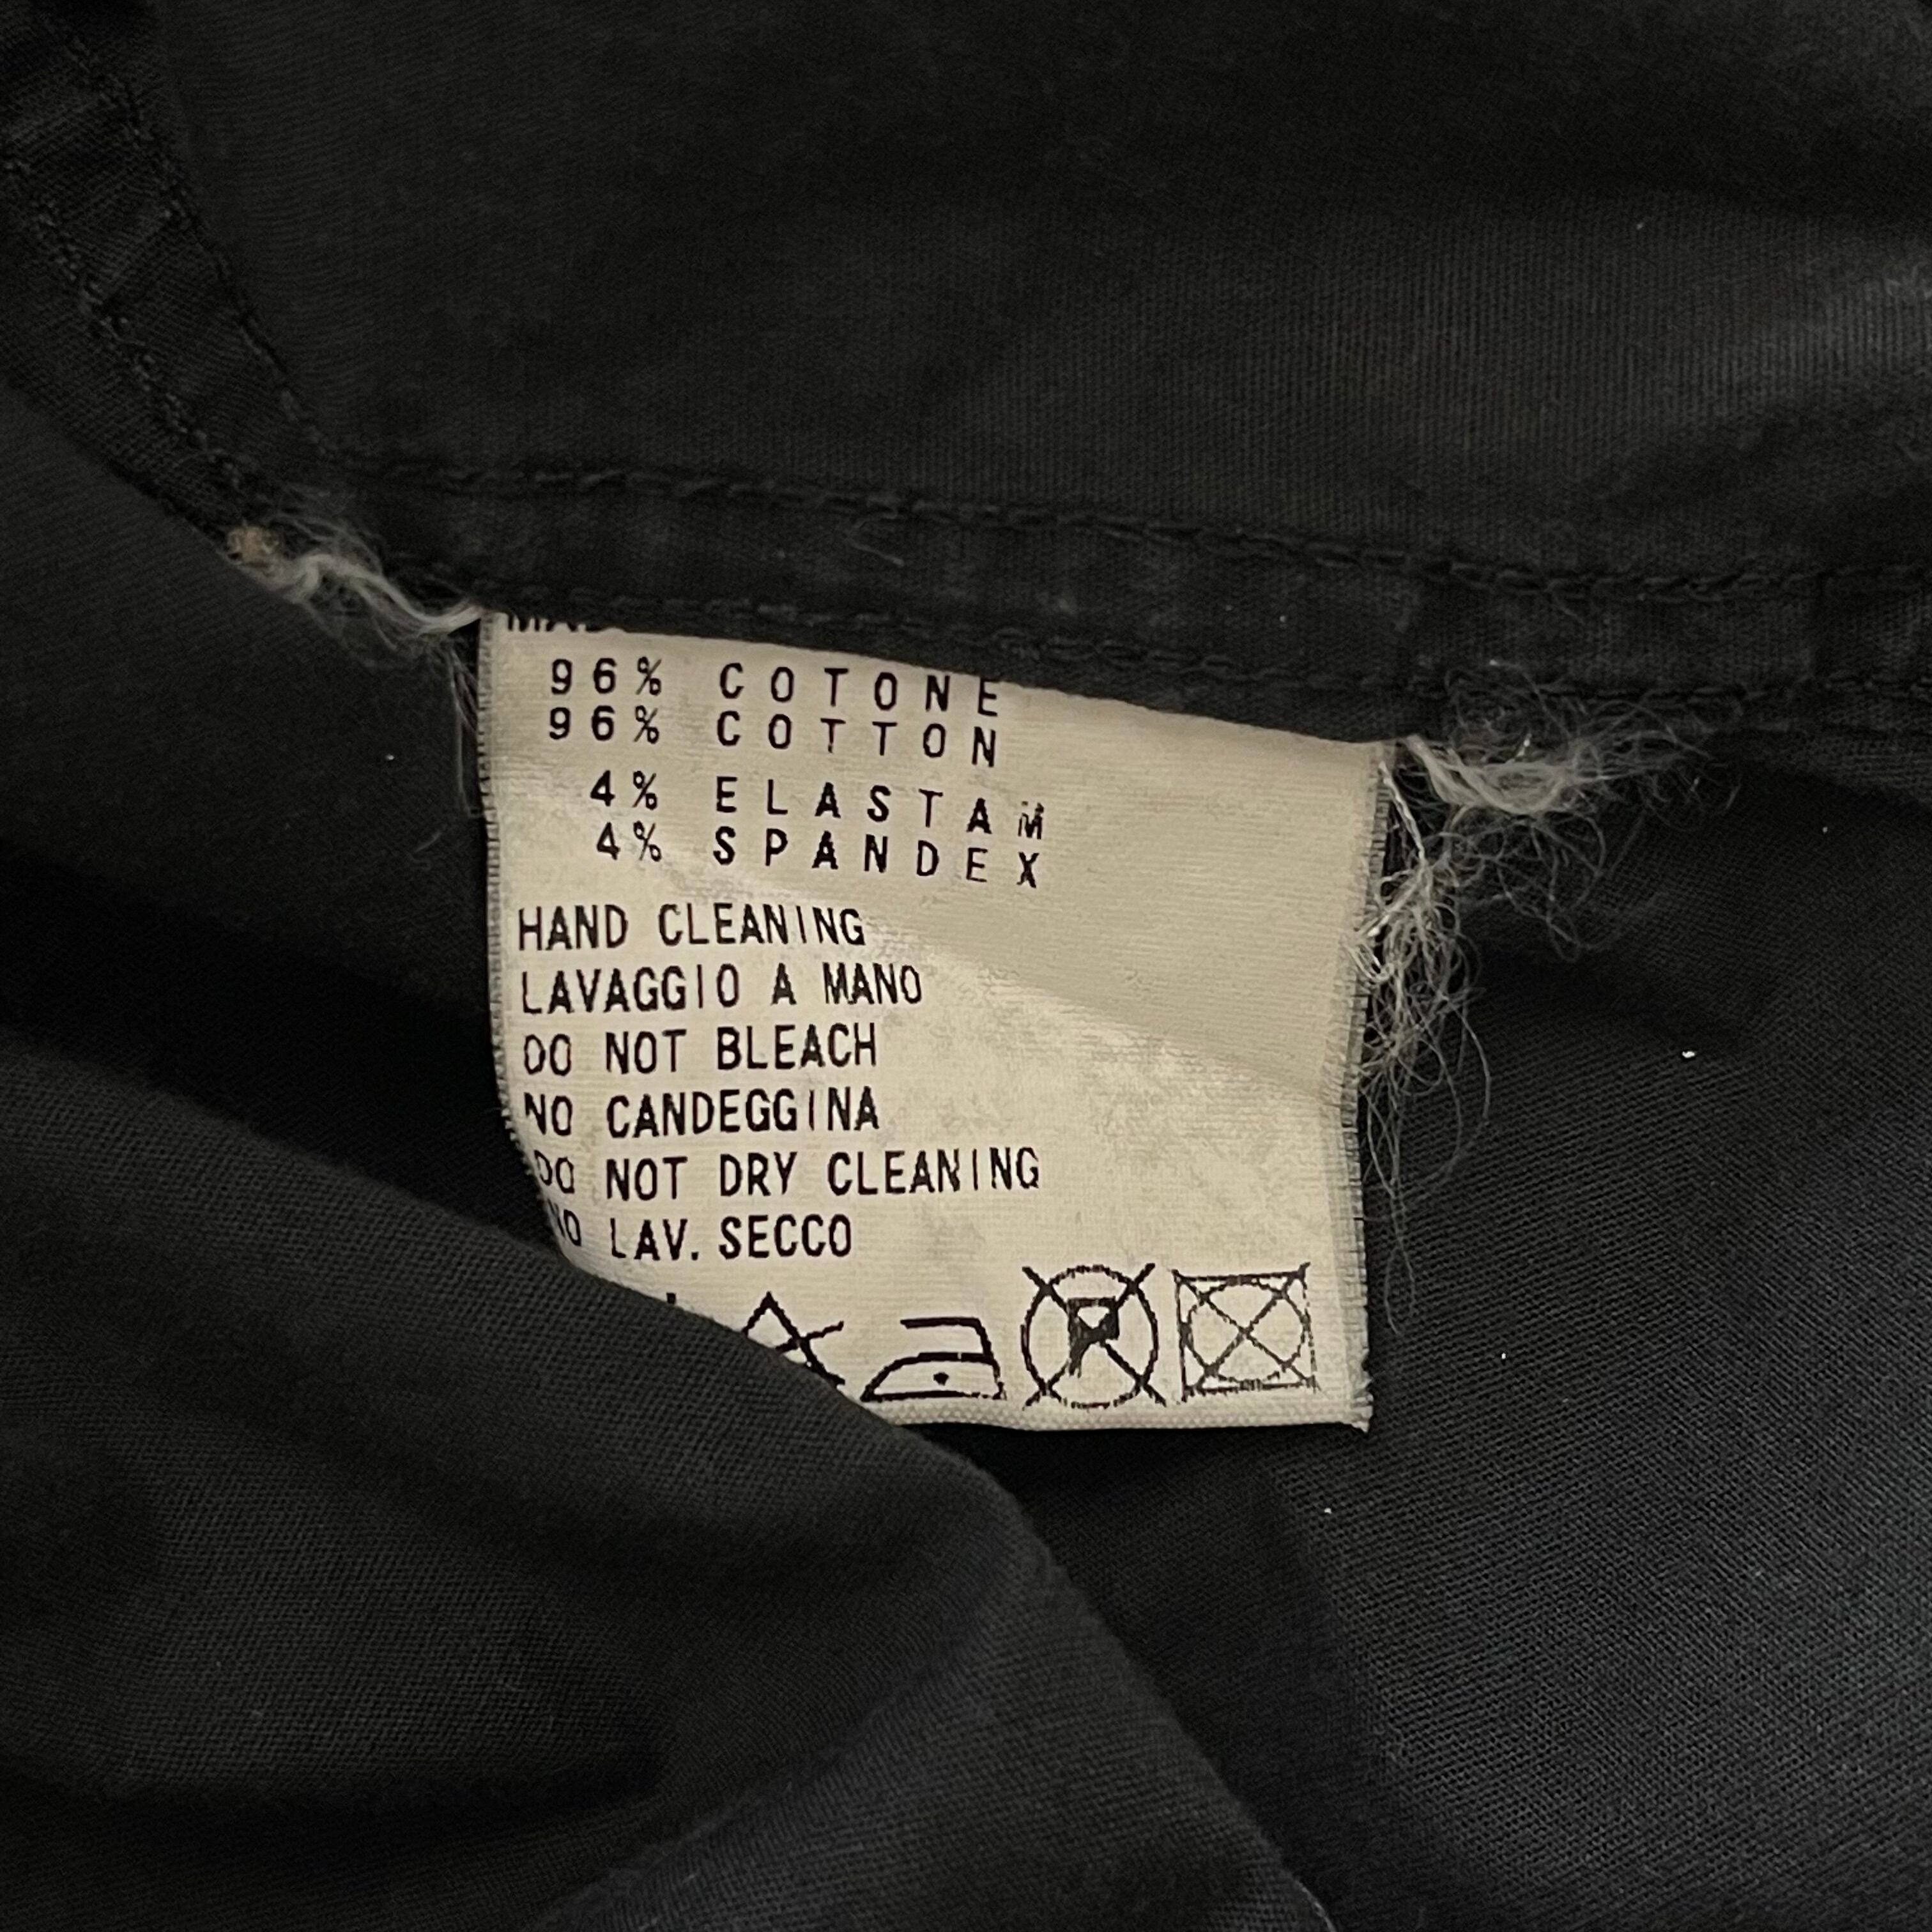 96% COTONE
96% COTTON
4% ELASTAM
4% SPANDEX
HAND CLEANING
LAVAGGIO A MANO
DO NOT BLEACH
NO CANDEGGINA
DO NOT DRY CLEANING
NO LAV. SECCO
P